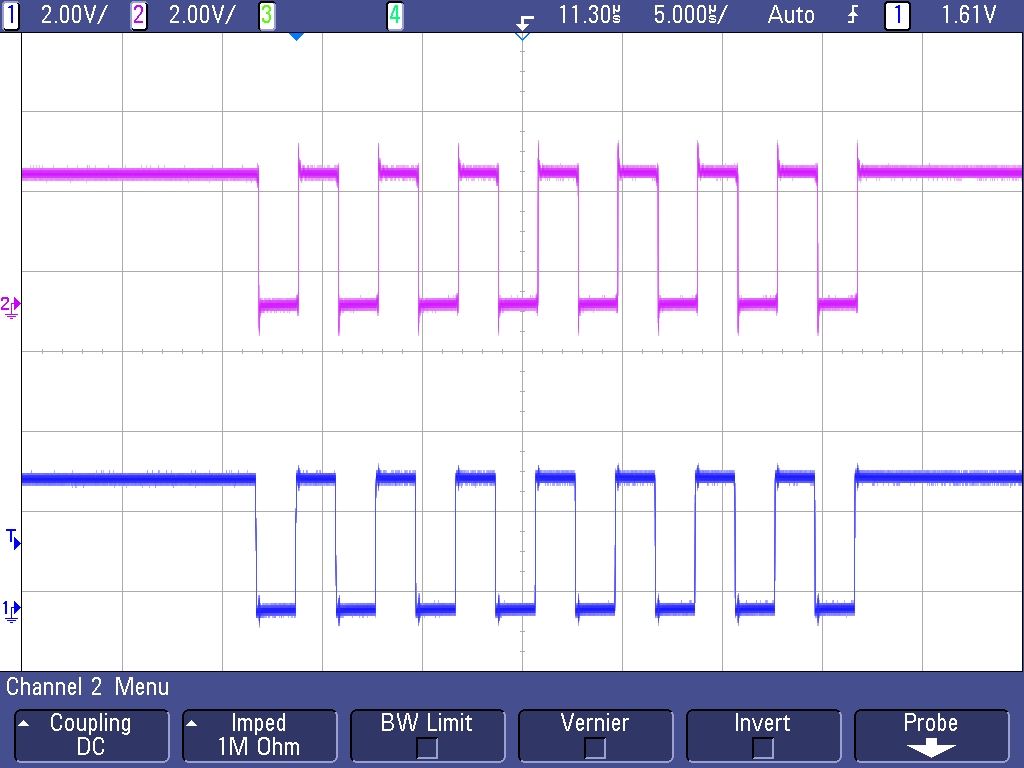 1 2.00V/ 2 2.00V/ 3 4 11.30µs 5.000µs/ Auto 1 1.61V
2
T
1
Channel 2 Menu
Coupling Imped BW Limit Vernier Invert Probe
DC 1M Ohm